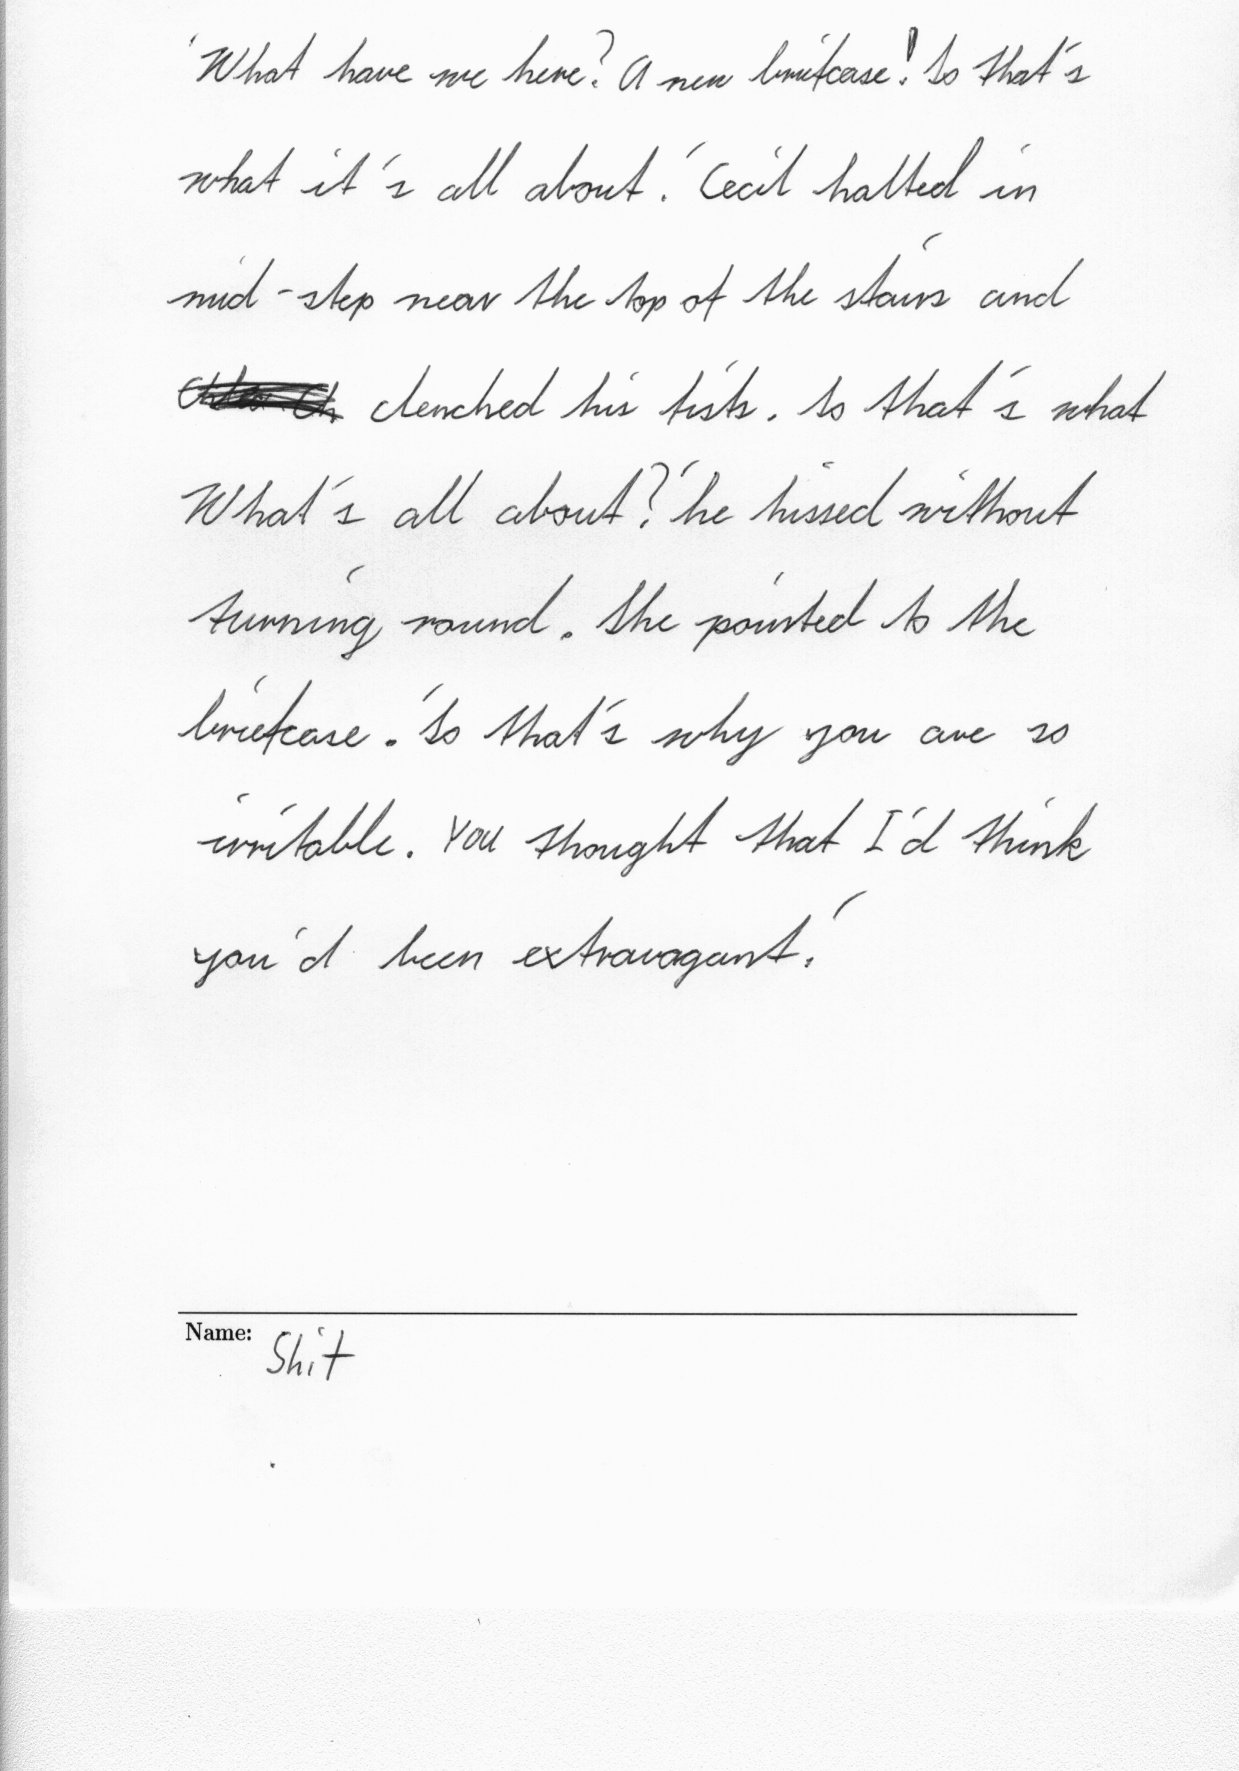 'What have we here? A new briefcase! So that's
what it's all about.' Cecil halted in
mid-step near the top of the stairs and
clenched his fists. So that's what
What's all about?' he hissed without
turning round. She pointed to the
briefcase. 'So that's why you are so
irritable. You thought that I'd think
you'd been extravagant.'
Name: Shit